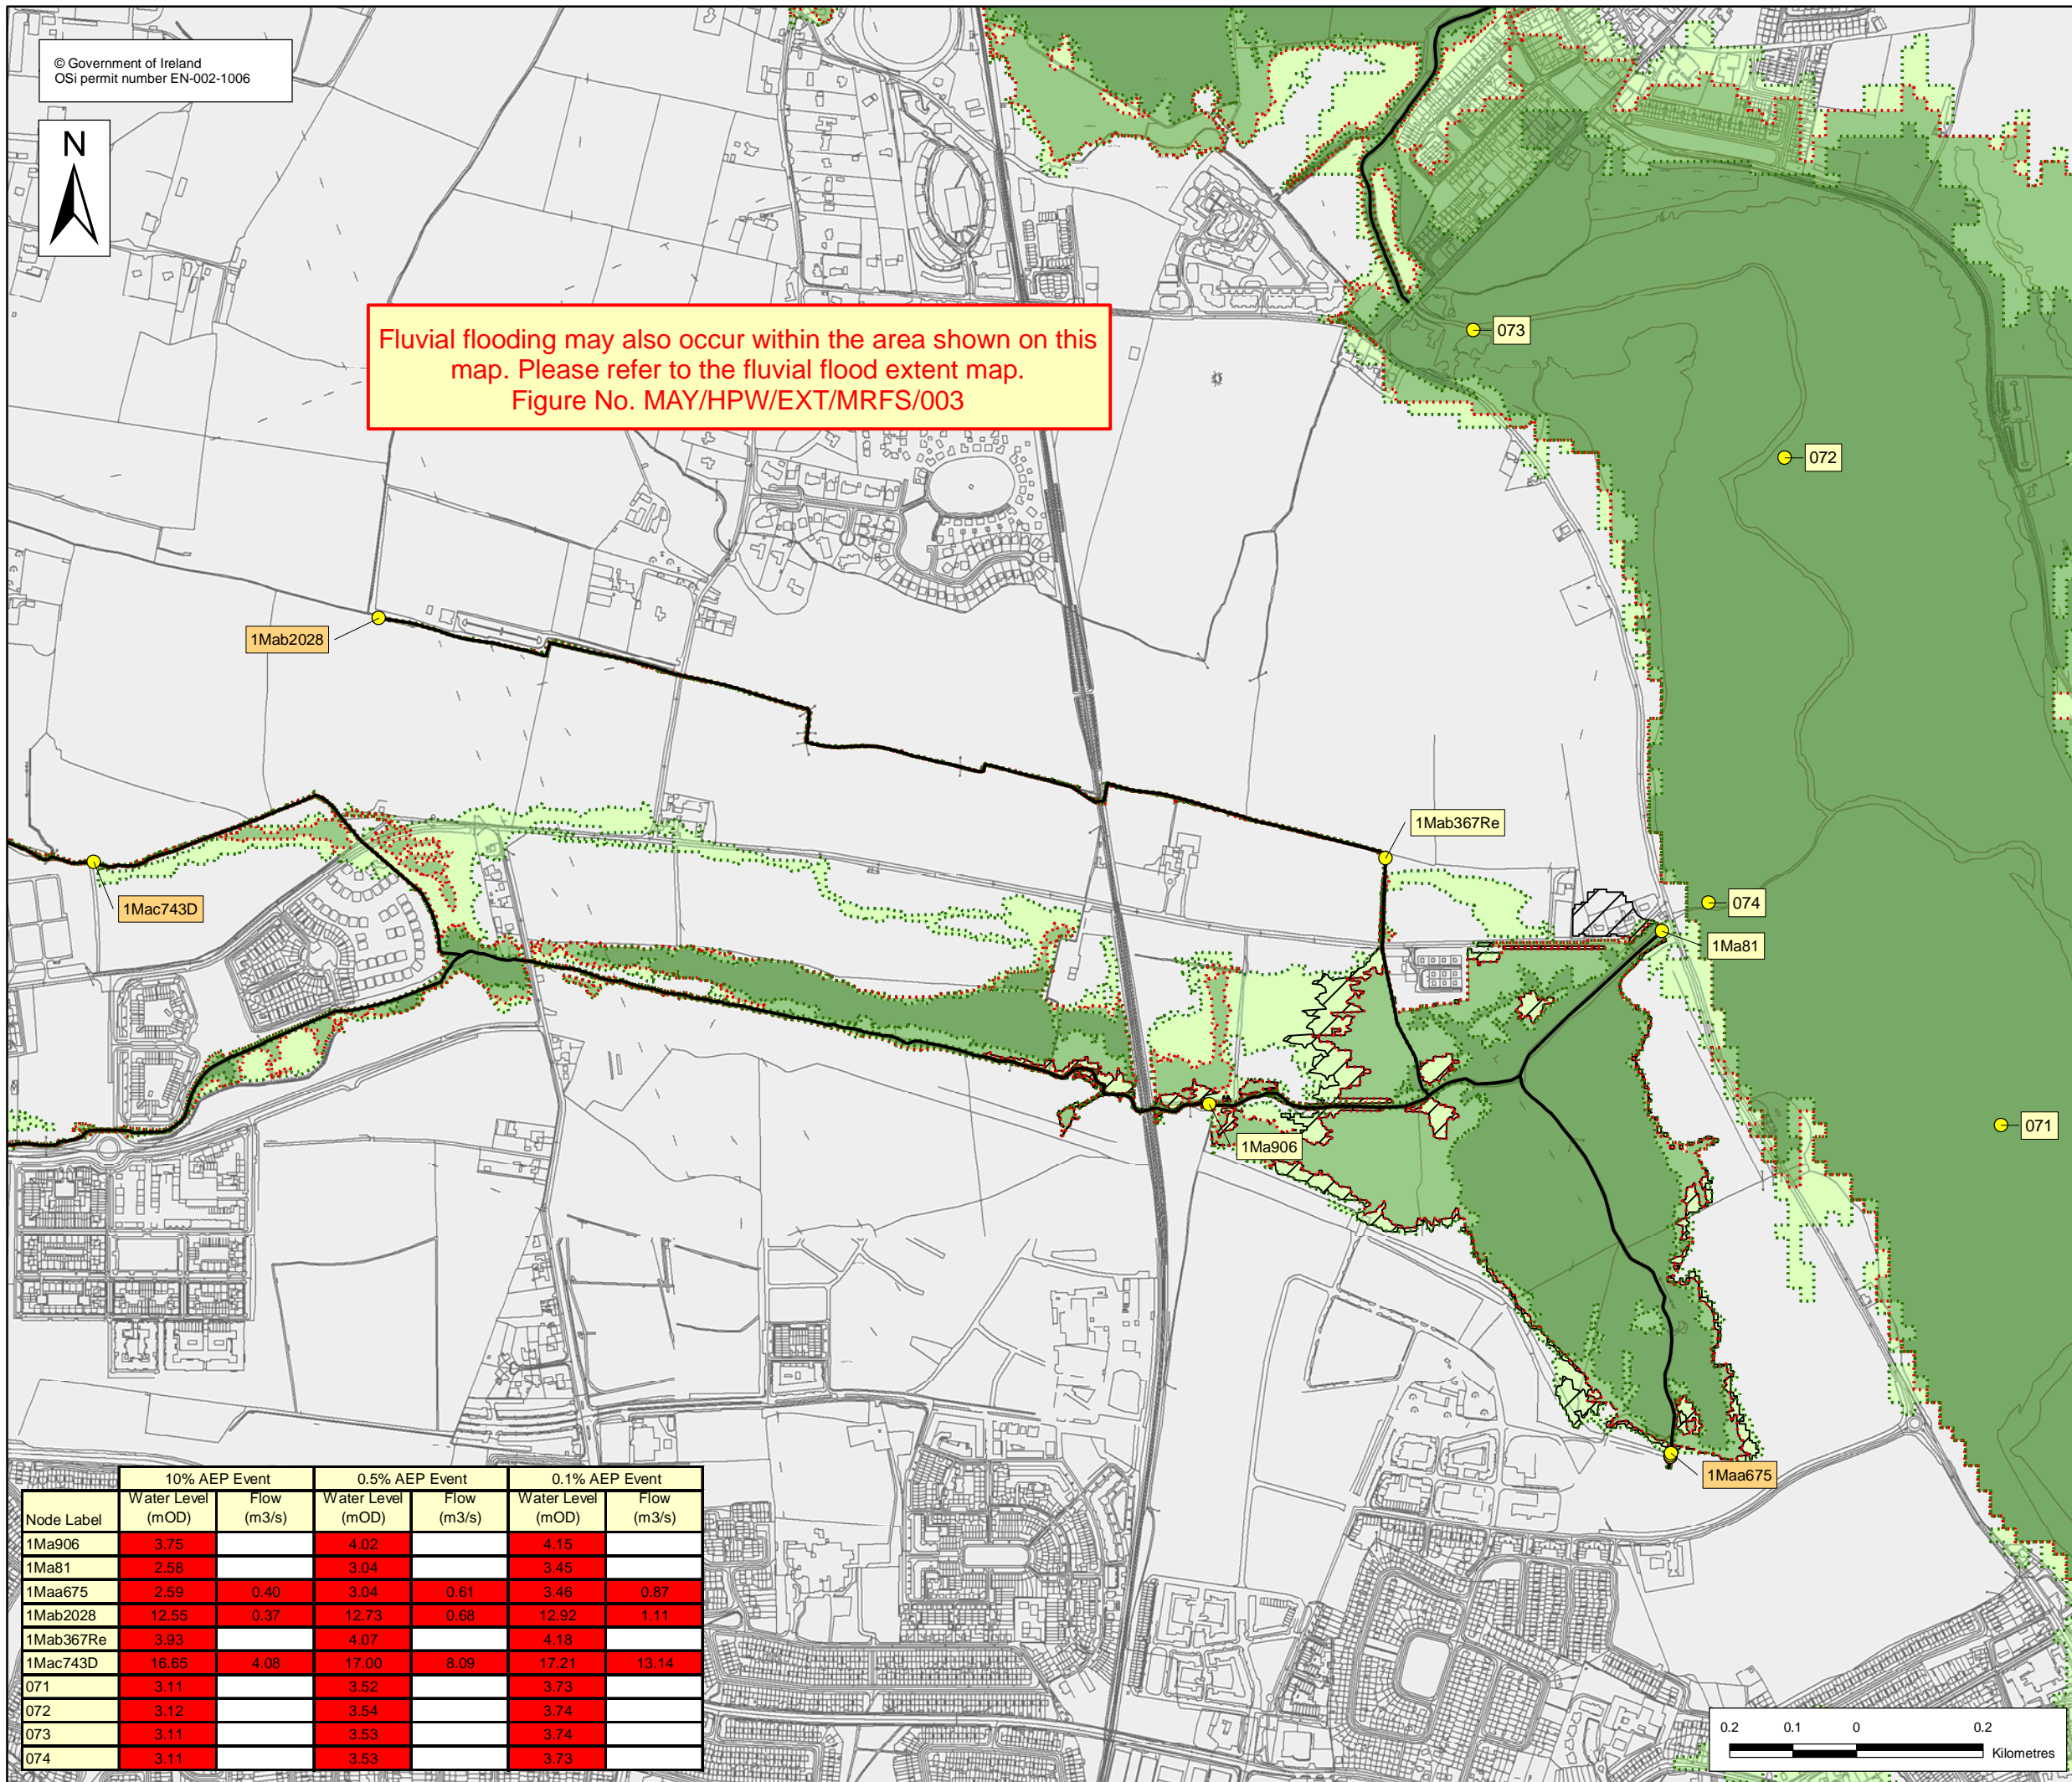 © Government of Ireland
OSi permit number EN-002-1006
N
Fluvial flooding may also occur within the area shown on this
map. Please refer to the fluvial flood extent map.
Figure No. MAY/HPW/EXT/MRFS/003
073
072
1Mab2028
1Mab367Re
1Mac743D
074
1Ma81
071
1Ma906
1Maa675
10% AEP Event 0.5% AEP Event 0.1% AEP Event
Node Label Water Level (mOD) Flow (m3/s) Water Level (mOD) Flow (m3/s) Water Level (mOD) Flow (m3/s)
1Ma906 3.75 4.02 4.15
1Ma81 2.58 3.04 3.45
1Maa675 2.59 0.40 3.04 0.61 3.46 0.87
1Mab2028 12.55 0.37 12.73 0.68 12.92 1.11
1Mab367Re 3.93 4.07 4.18
1Mac743D 16.65 4.08 17.00 8.09 17.21 13.14
071 3.11 3.52 3.73
072 3.12 3.54 3.74
073 3.11 3.53 3.74
074 3.11 3.53 3.73
0.2 0.1 0 0.2
Kilometres